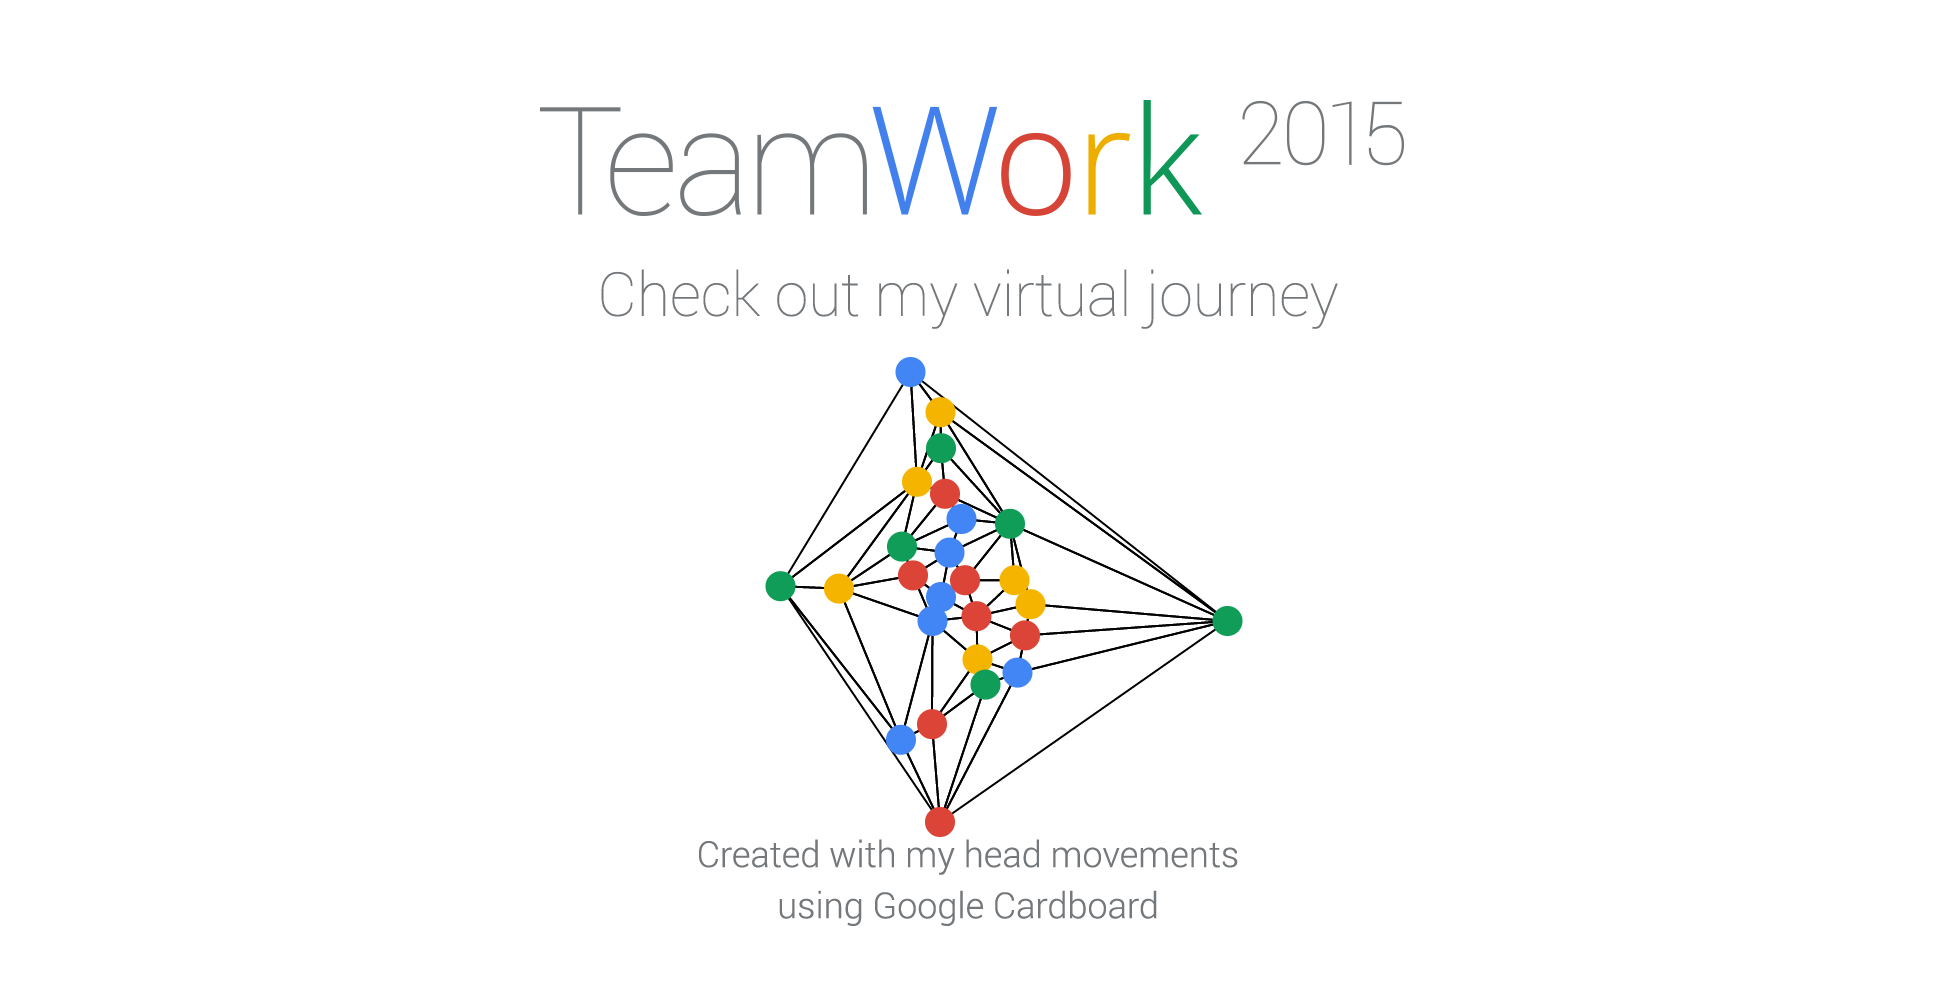 TeamWork 2015
Check out my virtual journey
Created with my head movements
using Google Cardboard